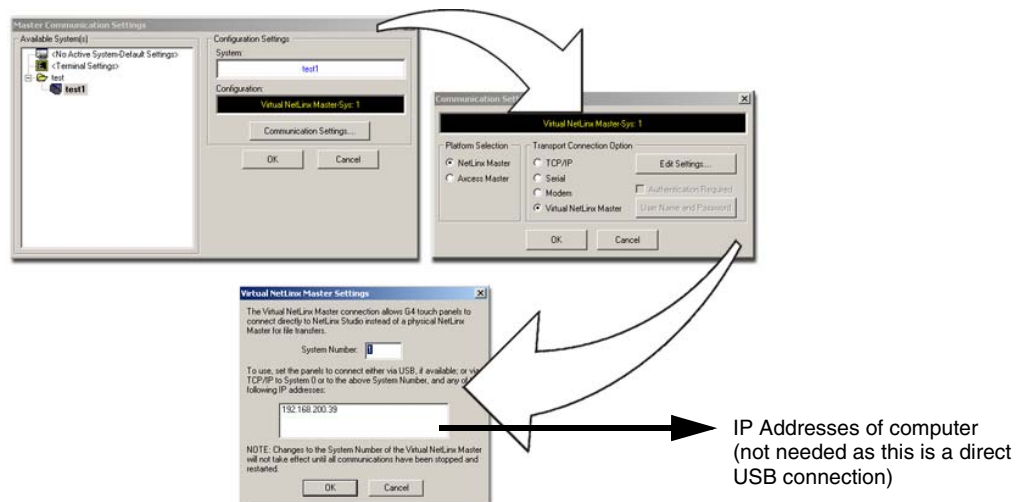 Master Communication Settings
Available System(s)
<No Active System-Default Settings>
<Terminal Settings>
test
test1
Configuration Settings
System:
test1
Configuration:
Virtual NetLinx Master-Sys: 1
Communication Settings...
OK
Cancel
Communication Set
Virtual NetLinx Master-Sys: 1
Platform Selection
NetLinx Master
Axcess Master
Transport Connection Option
TCP/IP
Serial
Modem
Virtual NetLinx Master
Edit Settings...
Authentication Required
User Name and Password
OK
Cancel
Virtual NetLinx Master Settings
The Virtual NetLinx Master connection allows G4 touch panels to
connect directly to NetLinx Studio instead of a physical NetLinx
Master for file transfers.
System Number: 1
To use, set the panels to connect either via USB, if available; or via
TCP/IP to System 0 or to the above System Number, and any of
following IP addresses:
192.168.200.39
NOTE: Changes to the System Number of the Virtual NetLinx Master
will not take effect until all communications have been stopped and
restarted.
OK
Cancel
IP Addresses of computer
(not needed as this is a direct
USB connection)